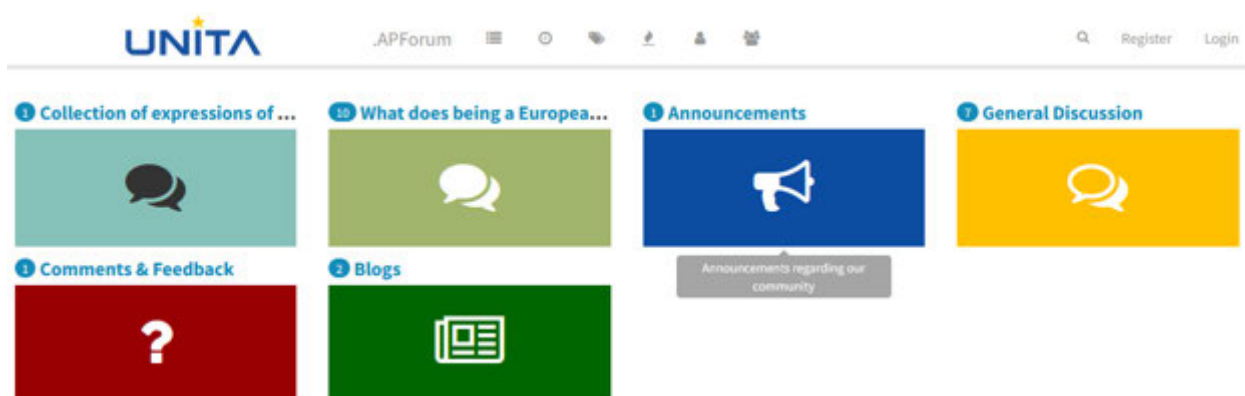 UNITA
.APForum
Register
Login
1 Collection of expressions of ...
10 What does being a Europea...
1 Announcements
7 General Discussion
Announcements regarding our
community
1 Comments & Feedback
2 Blogs
?